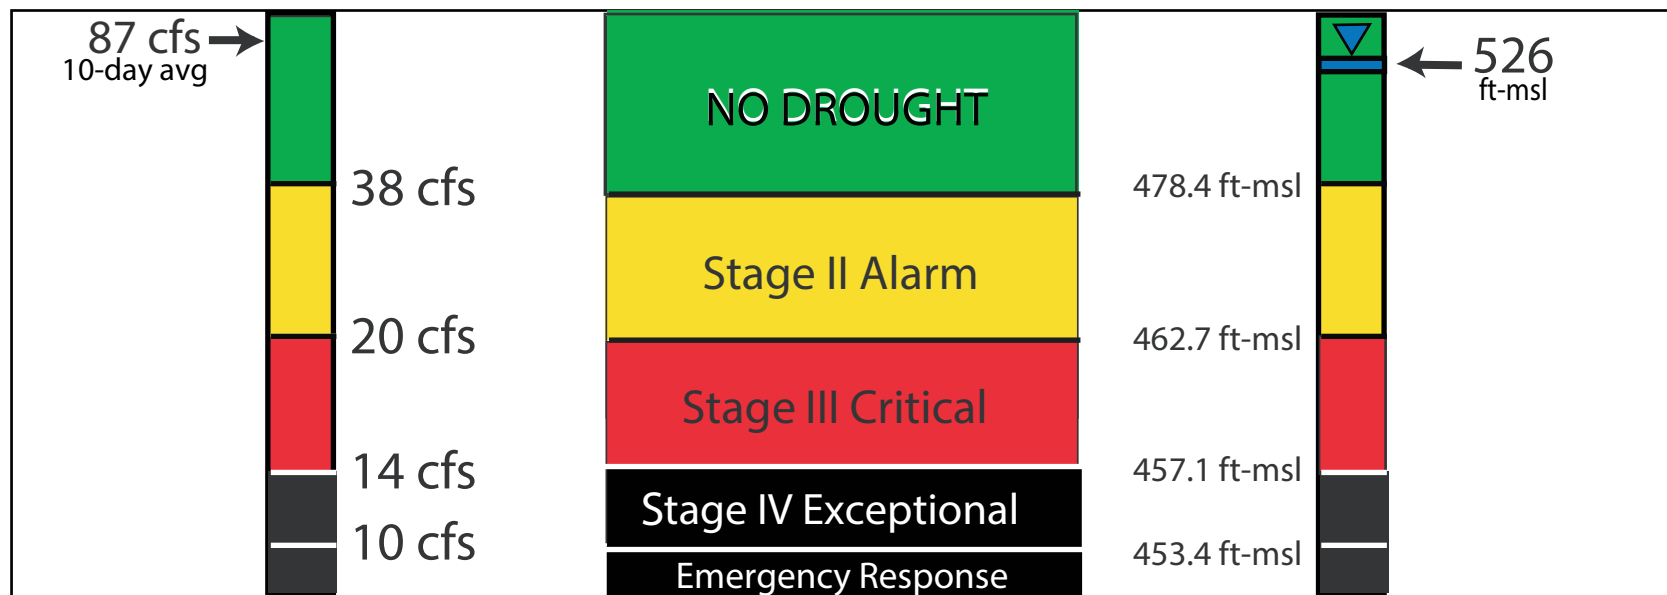 87 cfs
10-day avg
38 cfs
20 cfs
14 cfs
10 cfs
NO DROUGHT
Stage II Alarm
Stage III Critical
Stage IV Exceptional
Emergency Response
526
ft-msl
478.4 ft-msl
462.7 ft-msl
457.1 ft-msl
453.4 ft-msl